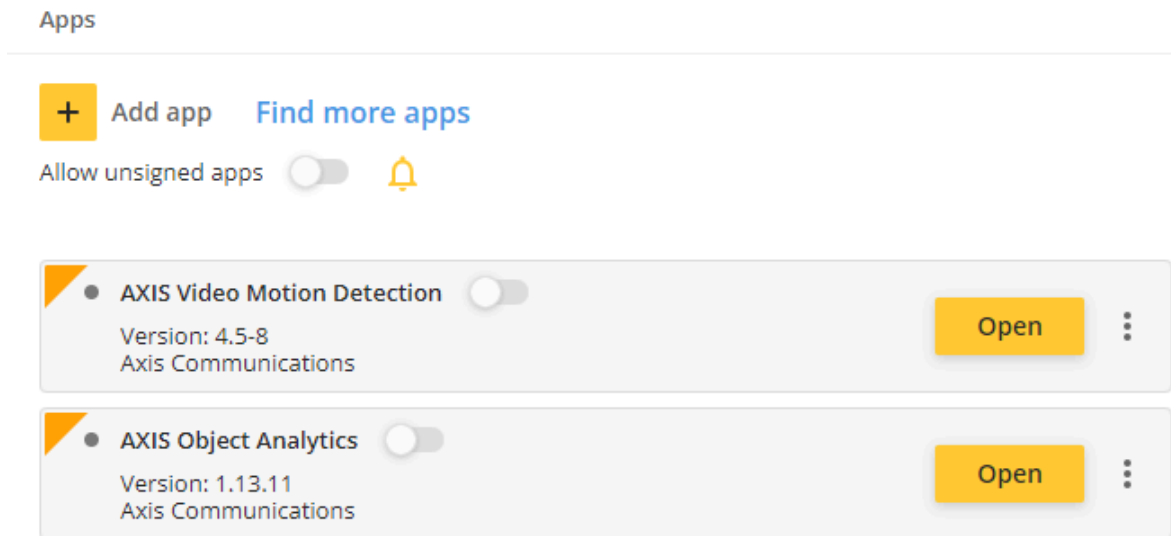 Apps
+ Add app Find more apps
Allow unsigned apps
AXIS Video Motion Detection
Version: 4.5-8
Axis Communications
Open
AXIS Object Analytics
Version: 1.13.11
Axis Communications
Open